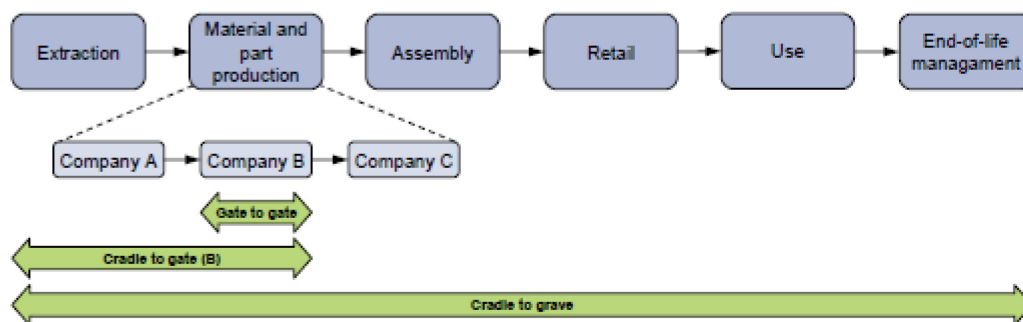 Extraction
Material and
part
production
Assembly
Retail
Use
End-of-life
managament
Company A
Company B
Company C
Gate to gate
Cradle to gate (B)
Cradle to grave